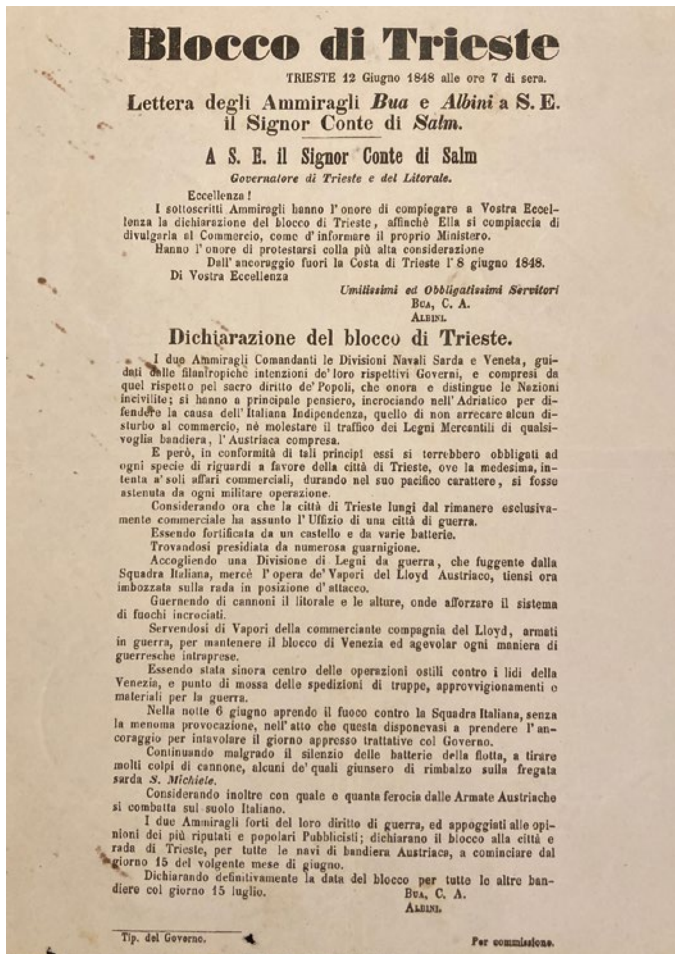 Blocco di Trieste
TRIESTE 12 Giugno 1848 alle ore 7 di sera.
Lettera degli Ammiragli Bua e Albini a S. E.
il Signor Conte di Salm.
A S. E. il Signor Conte di Salm
Governatore di Trieste e del Litorale.
Eccellenza!
I sottoscritti Ammiragli hanno l'onore di compiegare a Vostra Eccel-
lenza la dichiarazione del blocco di Trieste, affinchè Ella si compiaccia di
divulgarla al Commercio, come d'informare il proprio Ministero.
Hanno l'onore di protestarsi colla più alta considerazione
Dall'ancoraggio fuori la Costa di Trieste l'8 giugno 1848.
Di Vostra Eccellenza
Umilissimi ed Obbligatissimi Servitori
BUA, C. A.
ALBINI.
Dichiarazione del blocco di Trieste.
I due Ammiragli Comandanti le Divisioni Navali Sarda e Veneta, gui-
dati dalle filantropiche intenzioni de' loro rispettivi Governi, e compresi da
quel rispetto pel sacro diritto de' Popoli, che onora e distingue le Nazioni
incivilite; si hanno a principale pensiero, incrociando nell'Adriatico per di-
fendere la causa dell'Italiana Indipendenza, quello di non arrecare alcun di-
sturbo al commercio, nè molestare il traffico dei Legni Mercantili di qualsi-
voglia bandiera, l'Austriaca compresa.
E però, in conformità di tali principi essi si terrebbero obbligati ad
ogni specie di riguardi a favore della città di Trieste, ove la medesima, in-
tenta a' soli affari commerciali, durando nel suo pacifico carattere, si fosse
astenuta da ogni militare operazione.
Considerando ora che la città di Trieste lungi dal rimanere esclusiva-
mente commerciale ha assunto l'Uffizio di una città di guerra.
Essendo fortificata da un castello e da varie batterie.
Trovandosi presidiata da numerosa guarnigione.
Accogliendo una Divisione di Legni da guerra, che fuggente dalla
Squadra Italiana, mercè l'opera de' Vapori del Lloyd Austriaco, tiensi ora
imbozzata sulla rada in posizione d'attacco.
Guernendo di cannoni il litorale e le alture, onde afforzare il sistema
di fuochi incrociati.
Servendosi di Vapori della commerciante compagnia del Lloyd, armati
in guerra, per mantenere il blocco di Venezia ed agevolar ogni maniera di
guerresche intraprese.
Essendo stata sinora centro delle operazioni ostili contro i lidi della
Venezia, e punto di mossa delle spedizioni di truppe, approvvigionamenti e
materiali per la guerra.
Nella notte 6 giugno aprendo il fuoco contro la Squadra Italiana, senza
la menoma provocazione, nell'atto che questa disponevasi a prendere l'an-
coraggio per intavolare il giorno appresso trattative col Governo.
Continuando malgrado il silenzio delle batterie della flotta, a tirare
molti colpi di cannone, alcuni de' quali giunsero di rimbalzo sulla fregata
sarda S. Michiele.
Considerando inoltre con quale e quanta ferocia dalle Armate Austriache
si combatta sul suolo Italiano.
I due Ammiragli forti del loro diritto di guerra, ed appoggiati alle opi-
nioni dei più riputati e popolari Pubblicisti; dichiarano il blocco alla città e
rada di Trieste, per tutte le navi di bandiera Austriaca, a cominciare dal
giorno 15 del volgente mese di giugno.
Dichiarando definitivamente la data del blocco per tutte le altre ban-
diere col giorno 15 luglio.
BUA, C. A.
ALBINI.
Tip. del Governo.
Per commissione.